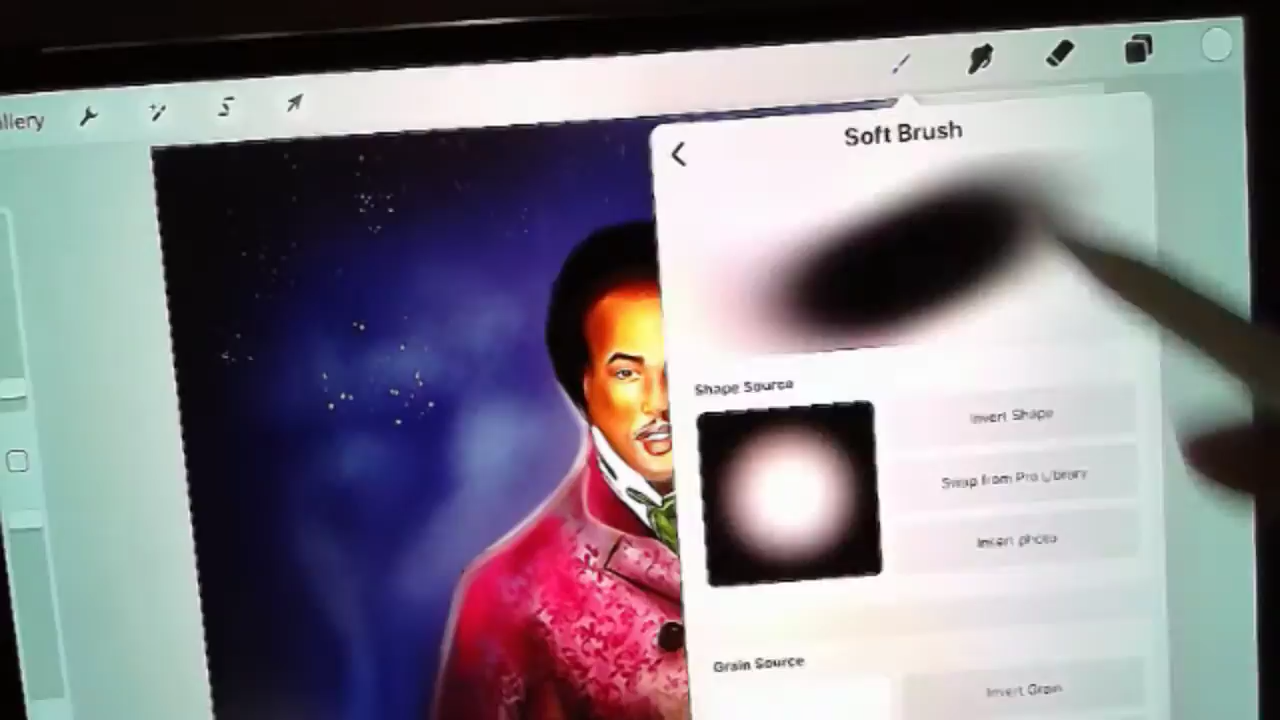 allery
Soft Brush
Shape Source
Invert Shape
Swap from Pro Library
Insert photo
Grain Source
Invert Grain